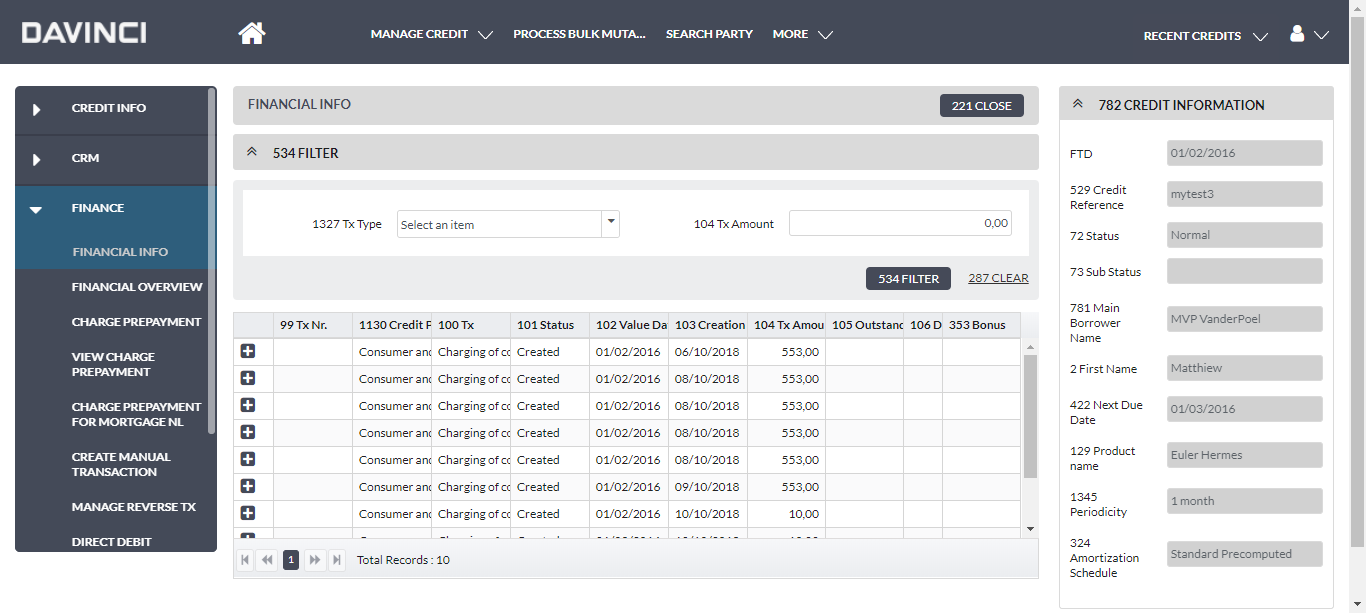 DAVINCI
MANAGE CREDIT
PROCESS BULK MUTA...
SEARCH PARTY
MORE
RECENT CREDITS
CREDIT INFO
CRM
FINANCE
FINANCIAL INFO
FINANCIAL OVERVIEW
CHARGE PREPAYMENT
VIEW CHARGE
PREPAYMENT
CHARGE PREPAYMENT
FOR MORTGAGE NL
CREATE MANUAL
TRANSACTION
MANAGE REVERSE TX
DIRECT DEBIT
FINANCIAL INFO
221 CLOSE
534 FILTER
1327 Tx Type Select an item 104 Tx Amount 0,00
534 FILTER 287 CLEAR
99 Tx Nr. 1130 Credit P 100 Tx 101 Status 102 Value Da 103 Creation 104 Tx Amou 105 Outstanc 106 D 353 Bonus
Consumer anc Charging of cc Created 01/02/2016 06/10/2018 553,00
Consumer anc Charging of cc Created 01/02/2016 08/10/2018 553,00
Consumer anc Charging of cc Created 01/02/2016 08/10/2018 553,00
Consumer anc Charging of cc Created 01/02/2016 08/10/2018 553,00
Consumer anc Charging of cc Created 01/02/2016 08/10/2018 553,00
Consumer anc Charging of cc Created 01/02/2016 09/10/2018 553,00
Consumer anc Charging of cc Created 01/02/2016 10/10/2018 10,00
1 Total Records : 10
782 CREDIT INFORMATION
FTD 01/02/2016
529 Credit
Reference
mytest3
72 Status Normal
73 Sub Status
781 Main
Borrower
Name
MVP VanderPoel
2 First Name Matthiew
422 Next Due
Date
01/03/2016
129 Product
name
Euler Hermes
1345
Periodicity
1 month
324
Amortization
Schedule
Standard Precomputed